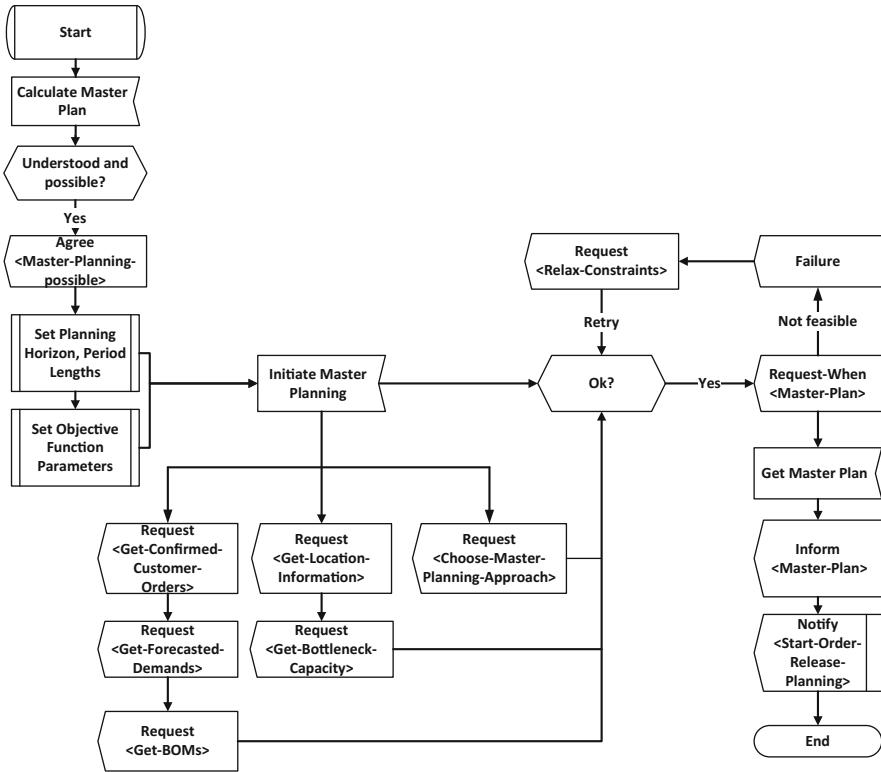 Start
Calculate Master
Plan
Understood and
possible?
Yes
Agree
<Master-Planning-
possible>
Set Planning
Horizon, Period
Lengths
Set Objective
Function
Parameters
Initiate Master
Planning
Request
<Get-Confirmed-
Customer-
Orders>
Request
<Get-Forecasted-
Demands>
Request
<Get-BOMs>
Request
<Get-Location-
Information>
Request
<Get-Bottleneck-
Capacity>
Request
<Choose-Master-
Planning-Approach>
Request
<Relax-Constraints>
Retry
Ok?
Yes
Failure
Not feasible
Request-When
<Master-Plan>
Get Master Plan
Inform
<Master-Plan>
Notify
<Start-Order-
Release-
Planning>
End